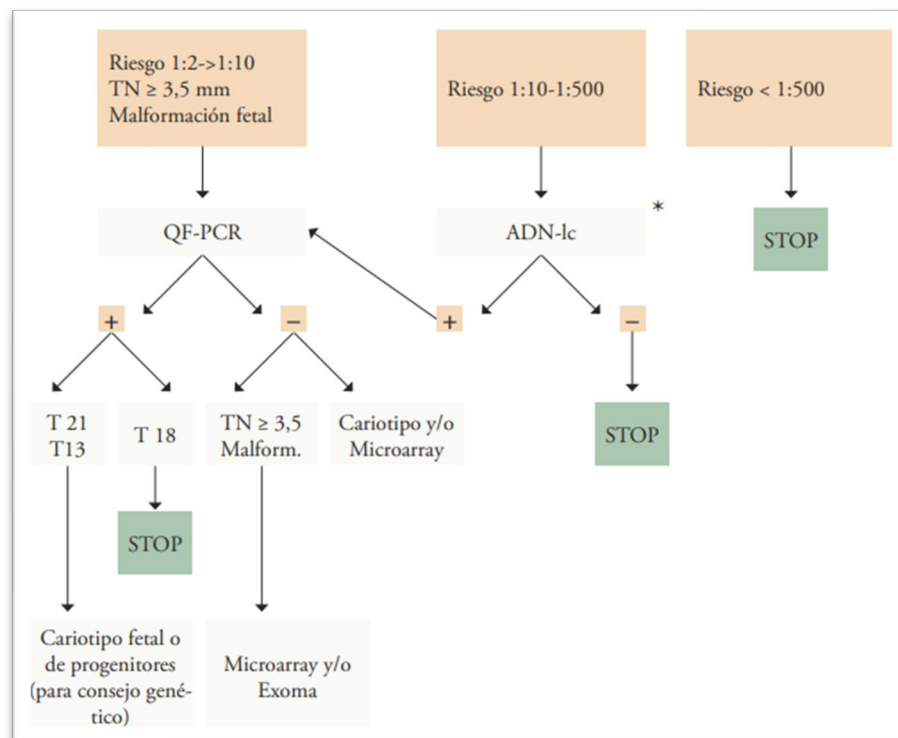 Riesgo 1:2->1:10
TN ≥ 3,5 mm
Malformación fetal
Riesgo 1:10-1:500
Riesgo < 1:500
QF-PCR
ADN-lc
*
STOP
+
−
+
−
T 21
T13
T 18
TN ≥ 3,5
Malform.
Cariotipo y/o
Microarray
STOP
STOP
Cariotipo fetal o
de progenitores
(para consejo gené-
tico)
Microarray y/o
Exoma